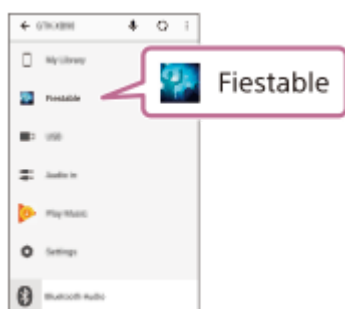 GTK-XB90
My Library
Fiestable
Fiestable
USB
Audio in
Play Music
Settings
Bluetooth Audio